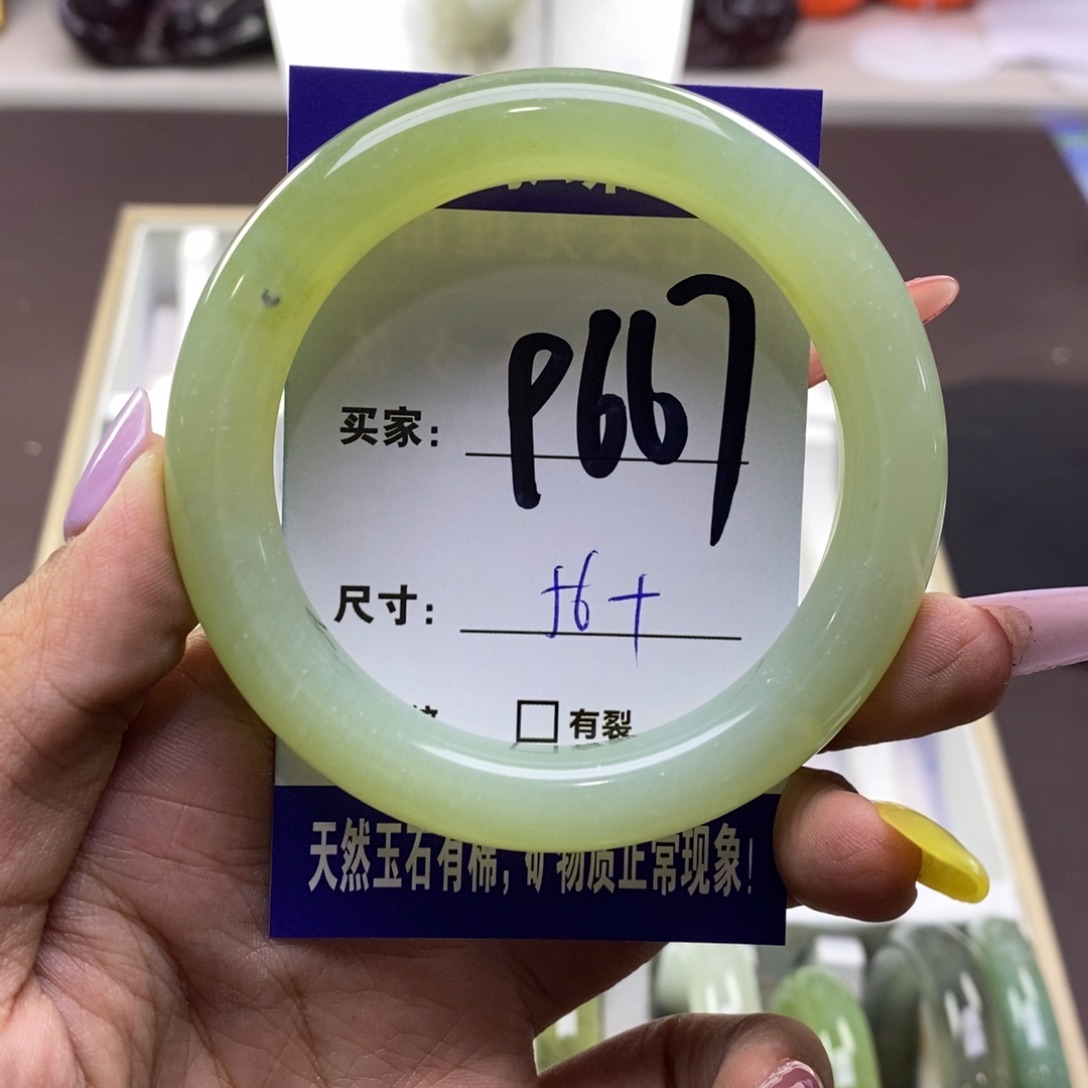 买家: P667
尺寸: 56+
□ 有裂
天然玉石有棉, 矿物质正常现象!